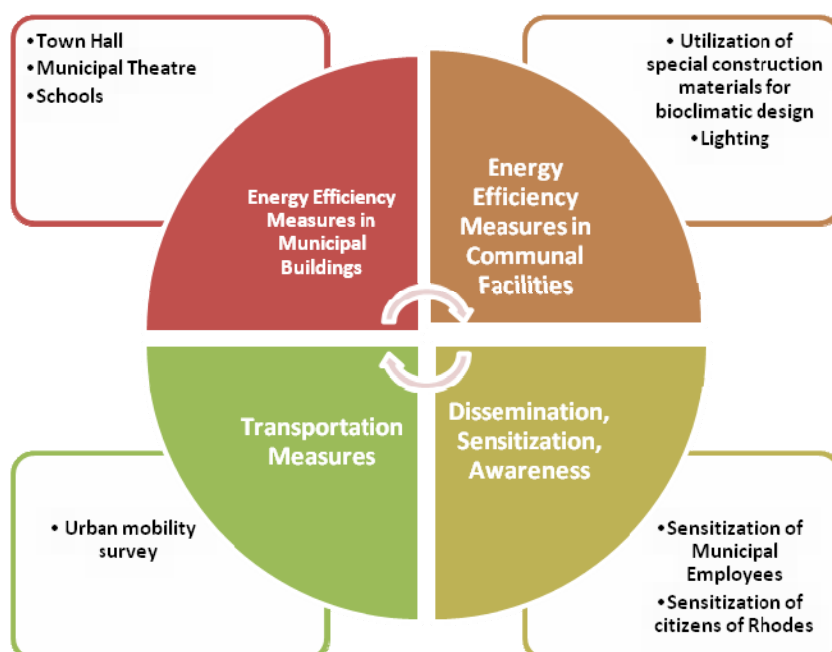 •Town Hall
•Municipal Theatre
•Schools
• Utilization of
special construction
materials for
bioclimatic design
• Lighting
Energy Efficiency
Measures in
Municipal
Buildings
Energy
Efficiency
Measures in
Communal
Facilities
Transportation
Measures
Dissemination,
Sensitization,
Awareness
• Urban mobility
survey
•Sensitization of
Municipal
Employees
•Sensitization of
citizens of Rhodes